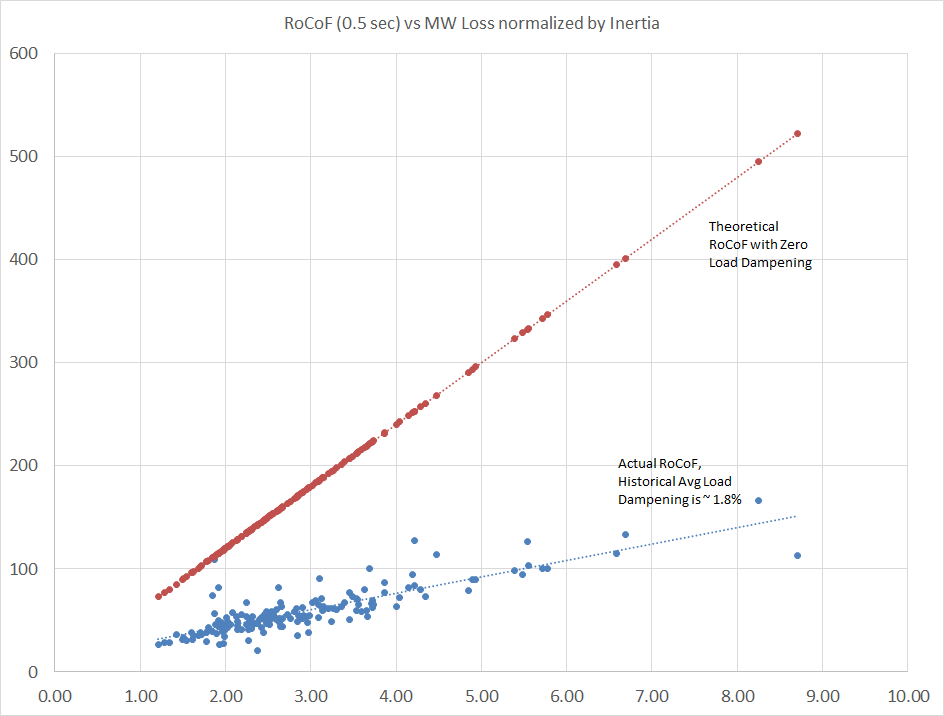 RoCoF (0.5 sec) vs MW Loss normalized by Inertia
600
500
Theoretical
RoCoF with Zero
Load Dampening
400
300
200
Actual RoCoF,
Historical Avg Load
Dampening is ~ 1.8%
100
0
0.00 1.00 2.00 3.00 4.00 5.00 6.00 7.00 8.00 9.00 10.00